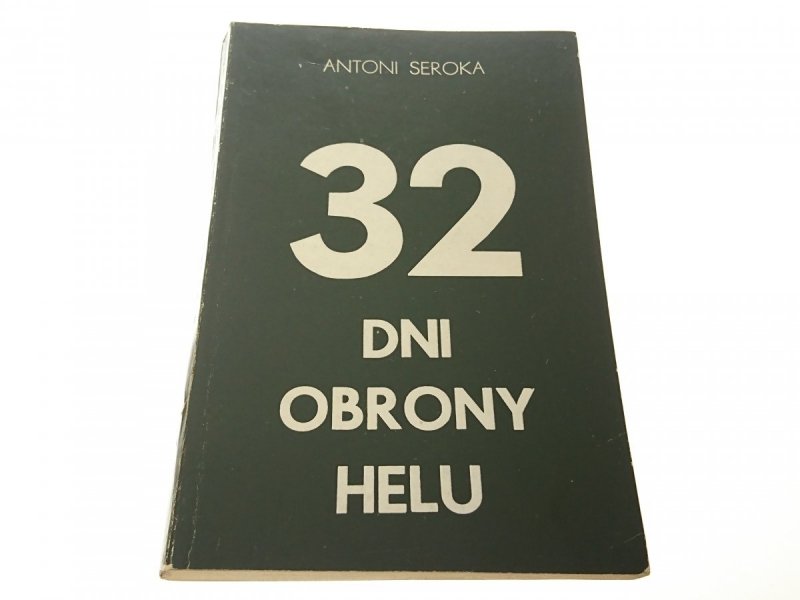 ANTONI SEROKA
32
DNI
OBRONY
HELU